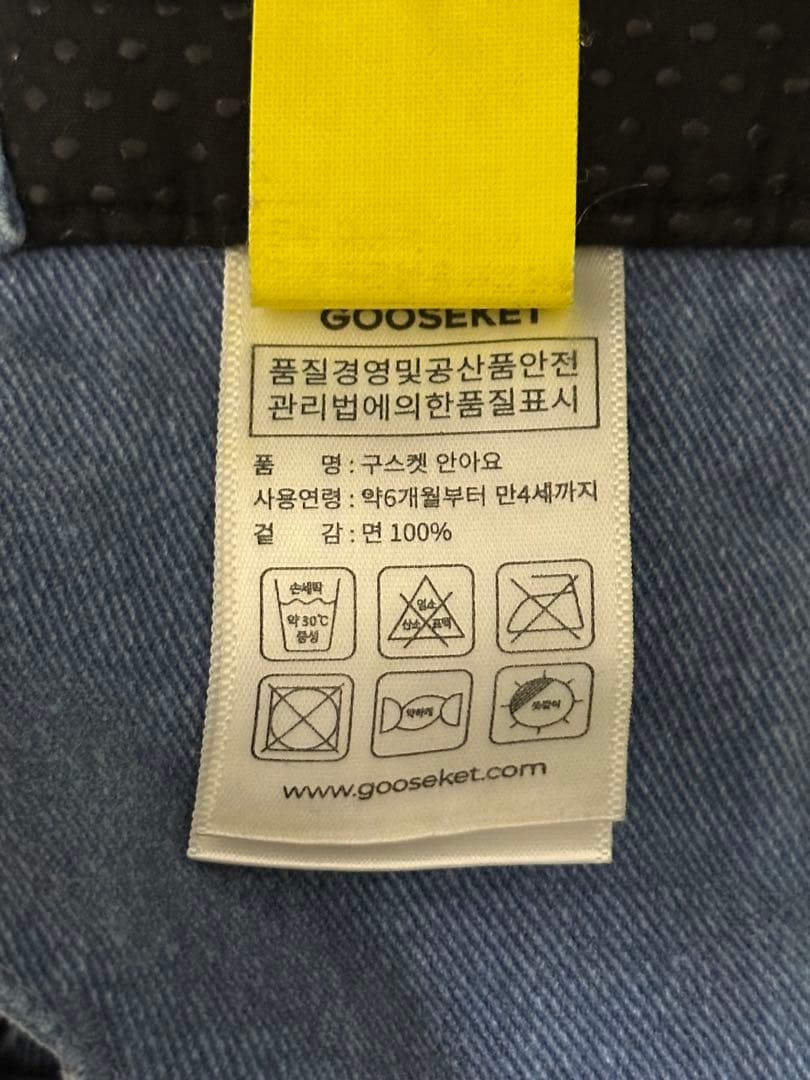 GOOSEKET
품질경영및공산품안전
관리법에의한품질표시
품 명 : 구스켓 안아요
사용연령 : 약6개월부터 만4세까지
겉 감 : 면 100%
손세탁
약 30℃
중성
염소
산소 표백
약하게
옷걸이
www.gooseket.com